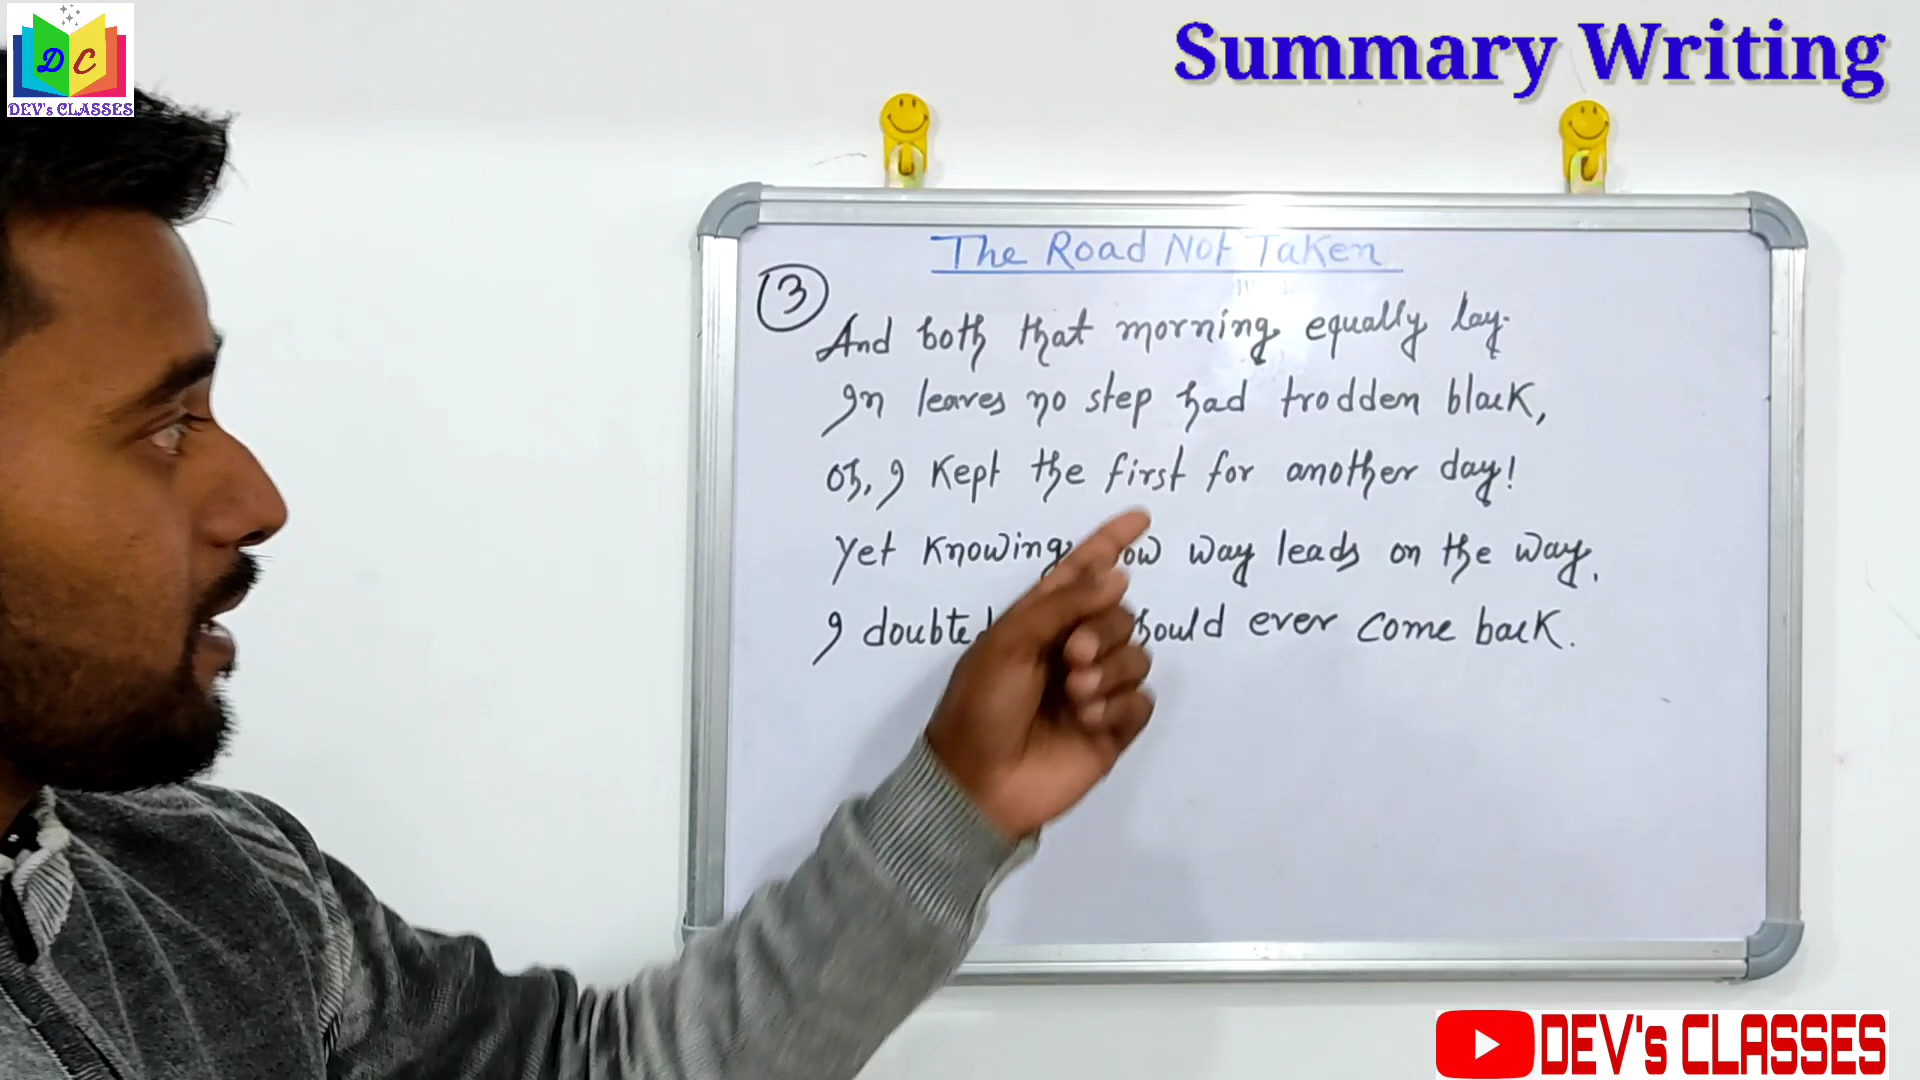 DC
DEV's CLASSES
Summary Writing
The Road Not Taken
3
And both that morning equally lay.
In leaves no step had trodden black,
Oh, I kept the first for another day!
Yet knowing how way leads on the way,
I doubted should ever come back.
DEV's CLASSES